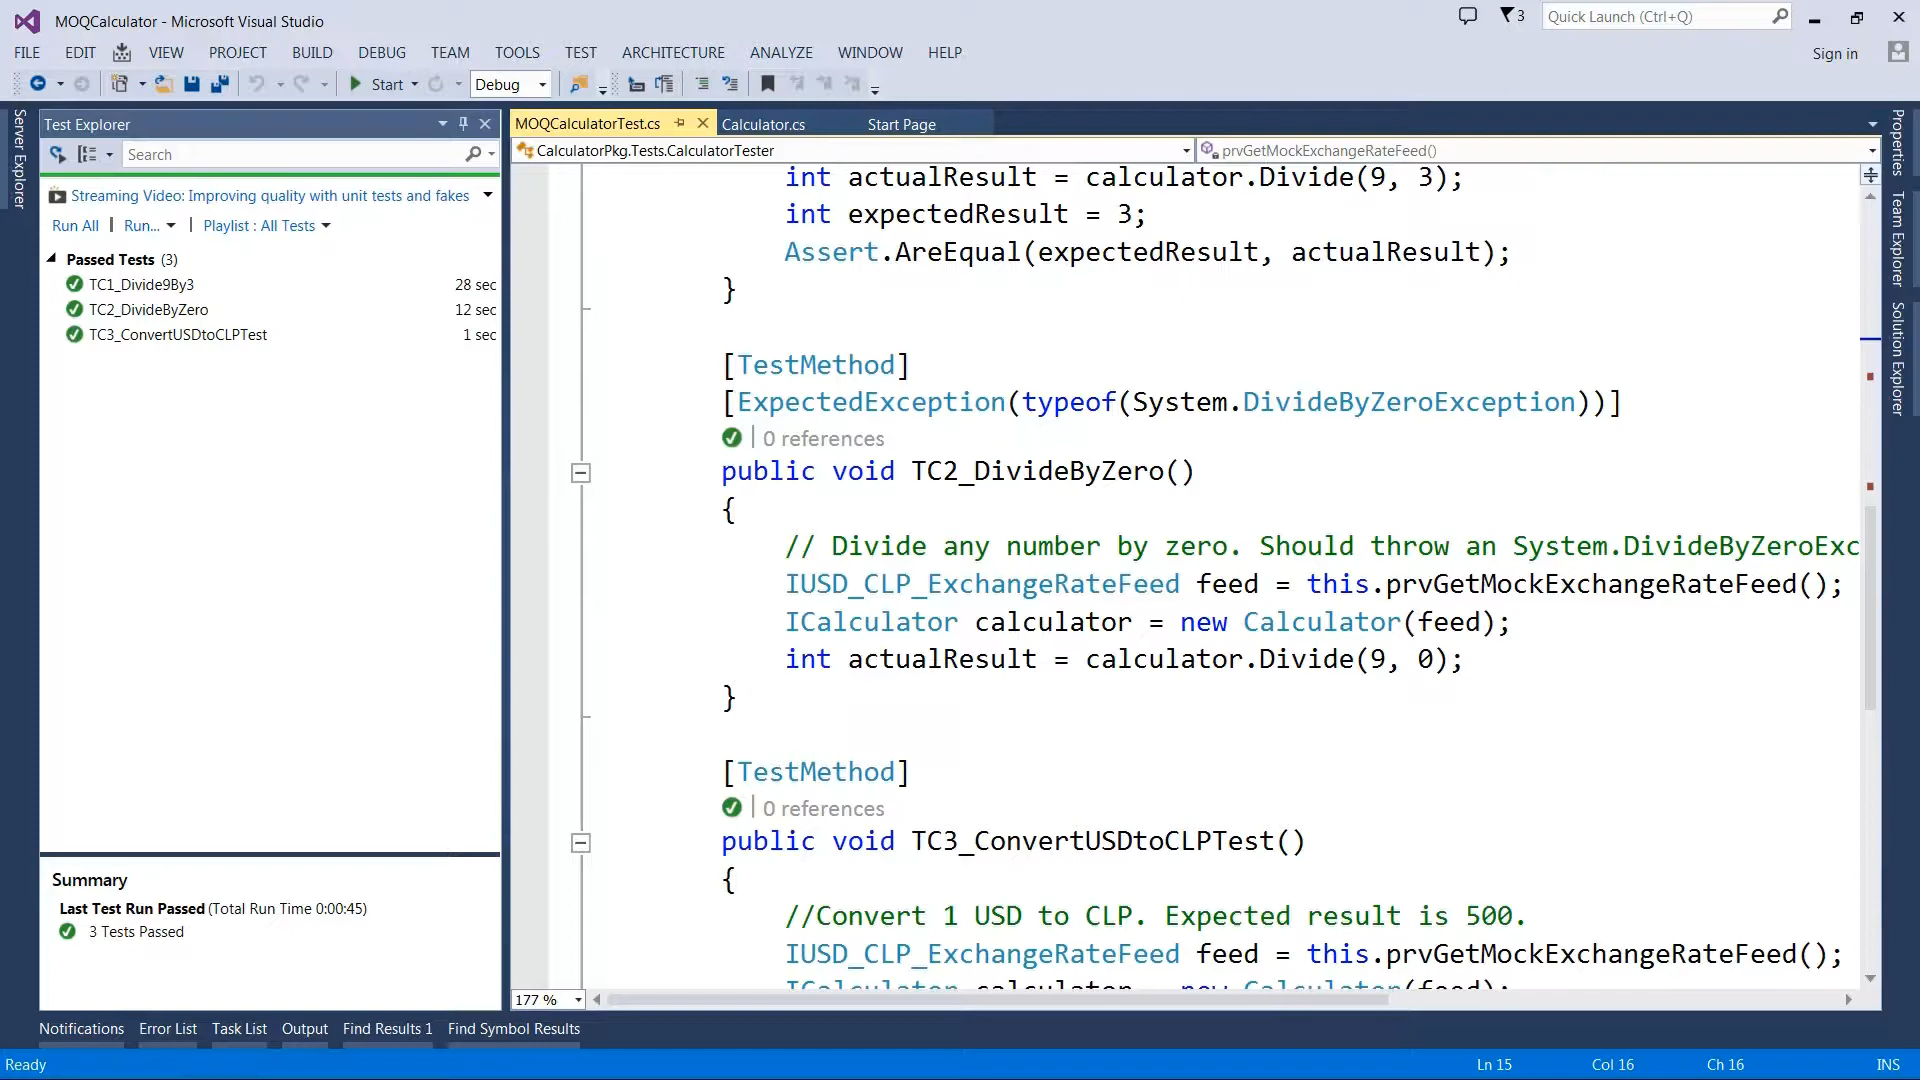 MOQCalculator - Microsoft Visual Studio
3
Quick Launch (Ctrl+Q)
FILE EDIT VIEW PROJECT BUILD DEBUG TEAM TOOLS TEST ARCHITECTURE ANALYZE WINDOW HELP
Sign in
Start Debug
Server Explorer
Test Explorer
Search
Streaming Video: Improving quality with unit tests and fakes
Run All | Run... | Playlist : All Tests
Passed Tests (3)
TC1_Divide9By3 28 sec
TC2_DivideByZero 12 sec
TC3_ConvertUSDtoCLPTest 1 sec
Summary
Last Test Run Passed (Total Run Time 0:00:45)
3 Tests Passed
MOQCalculatorTest.cs Calculator.cs Start Page
CalculatorPkg.Tests.CalculatorTester prvGetMockExchangeRateFeed()
int actualResult = calculator.Divide(9, 3);
int expectedResult = 3;
Assert.AreEqual(expectedResult, actualResult);
}
[TestMethod]
[ExpectedException(typeof(System.DivideByZeroException))]
| 0 references
public void TC2_DivideByZero()
{
// Divide any number by zero. Should throw an System.DivideByZeroExc
IUSD_CLP_ExchangeRateFeed feed = this.prvGetMockExchangeRateFeed();
ICalculator calculator = new Calculator(feed);
int actualResult = calculator.Divide(9, 0);
}
[TestMethod]
| 0 references
public void TC3_ConvertUSDtoCLPTest()
{
//Convert 1 USD to CLP. Expected result is 500.
IUSD_CLP_ExchangeRateFeed feed = this.prvGetMockExchangeRateFeed();
ICalculator calculator = new Calculator(feed);
177 %
Properties
Team Explorer
Solution Explorer
Notifications Error List Task List Output Find Results 1 Find Symbol Results
Ready
Ln 15 Col 16 Ch 16 INS